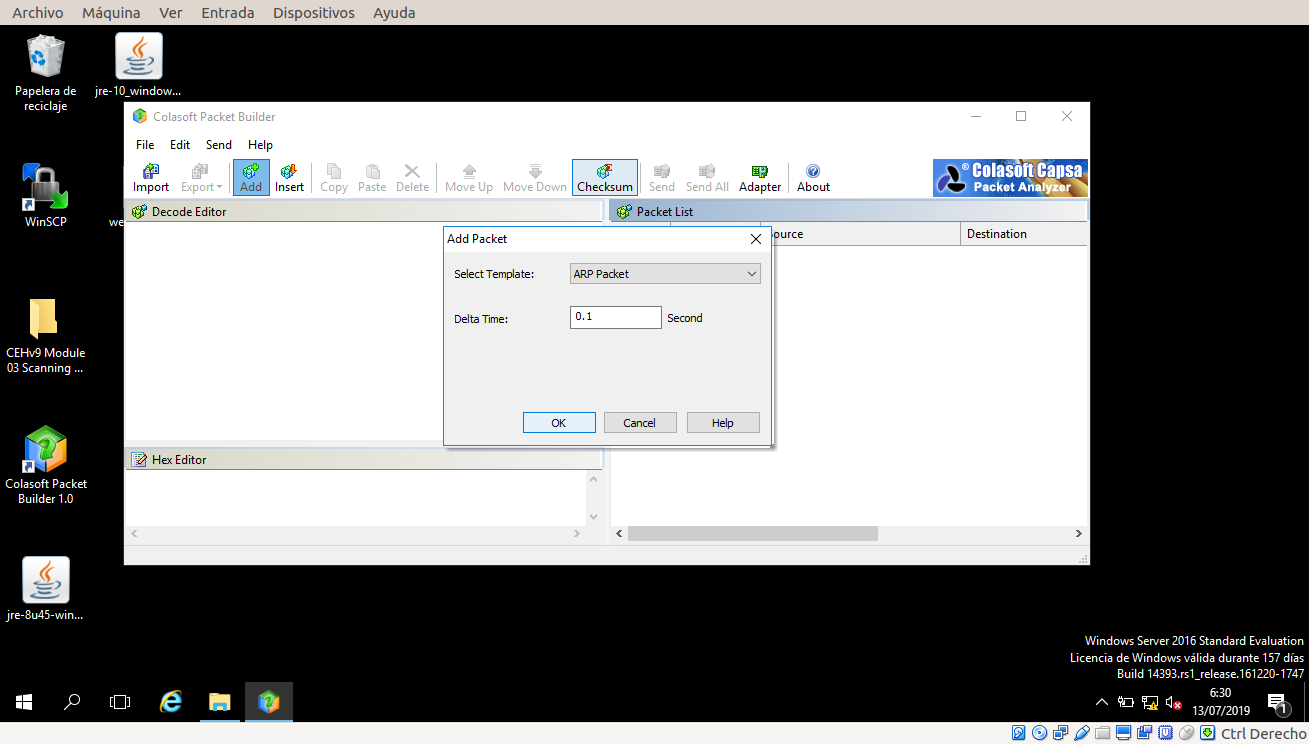 Archivo Máquina Ver Entrada Dispositivos Ayuda
Papelera de
reciclaje
jre-10_window...
WinSCP
we
CEHv9 Module
03 Scanning ...
Colasoft Packet
Builder 1.0
jre-8u45-win...
Colasoft Packet Builder
File Edit Send Help
Import Export Add Insert Copy Paste Delete Move Up Move Down Checksum Send Send All Adapter About
® Colasoft Capsa
Packet Analyzer
Decode Editor
Packet List
ource Destination
Add Packet
Select Template: ARP Packet
Delta Time: 0.1 Second
OK Cancel Help
Hex Editor
Windows Server 2016 Standard Evaluation
Licencia de Windows válida durante 157 días
Build 14393.rs1_release.161220-1747
6:30
13/07/2019
1
Ctrl Derecho